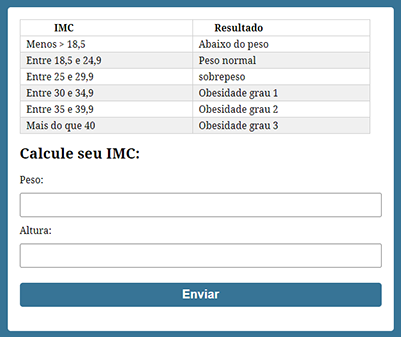 IMC Resultado
Menos > 18,5 Abaixo do peso
Entre 18,5 e 24,9 Peso normal
Entre 25 e 29,9 sobrepeso
Entre 30 e 34,9 Obesidade grau 1
Entre 35 e 39,9 Obesidade grau 2
Mais do que 40 Obesidade grau 3
Calcule seu IMC:
Peso:
Altura:
Enviar